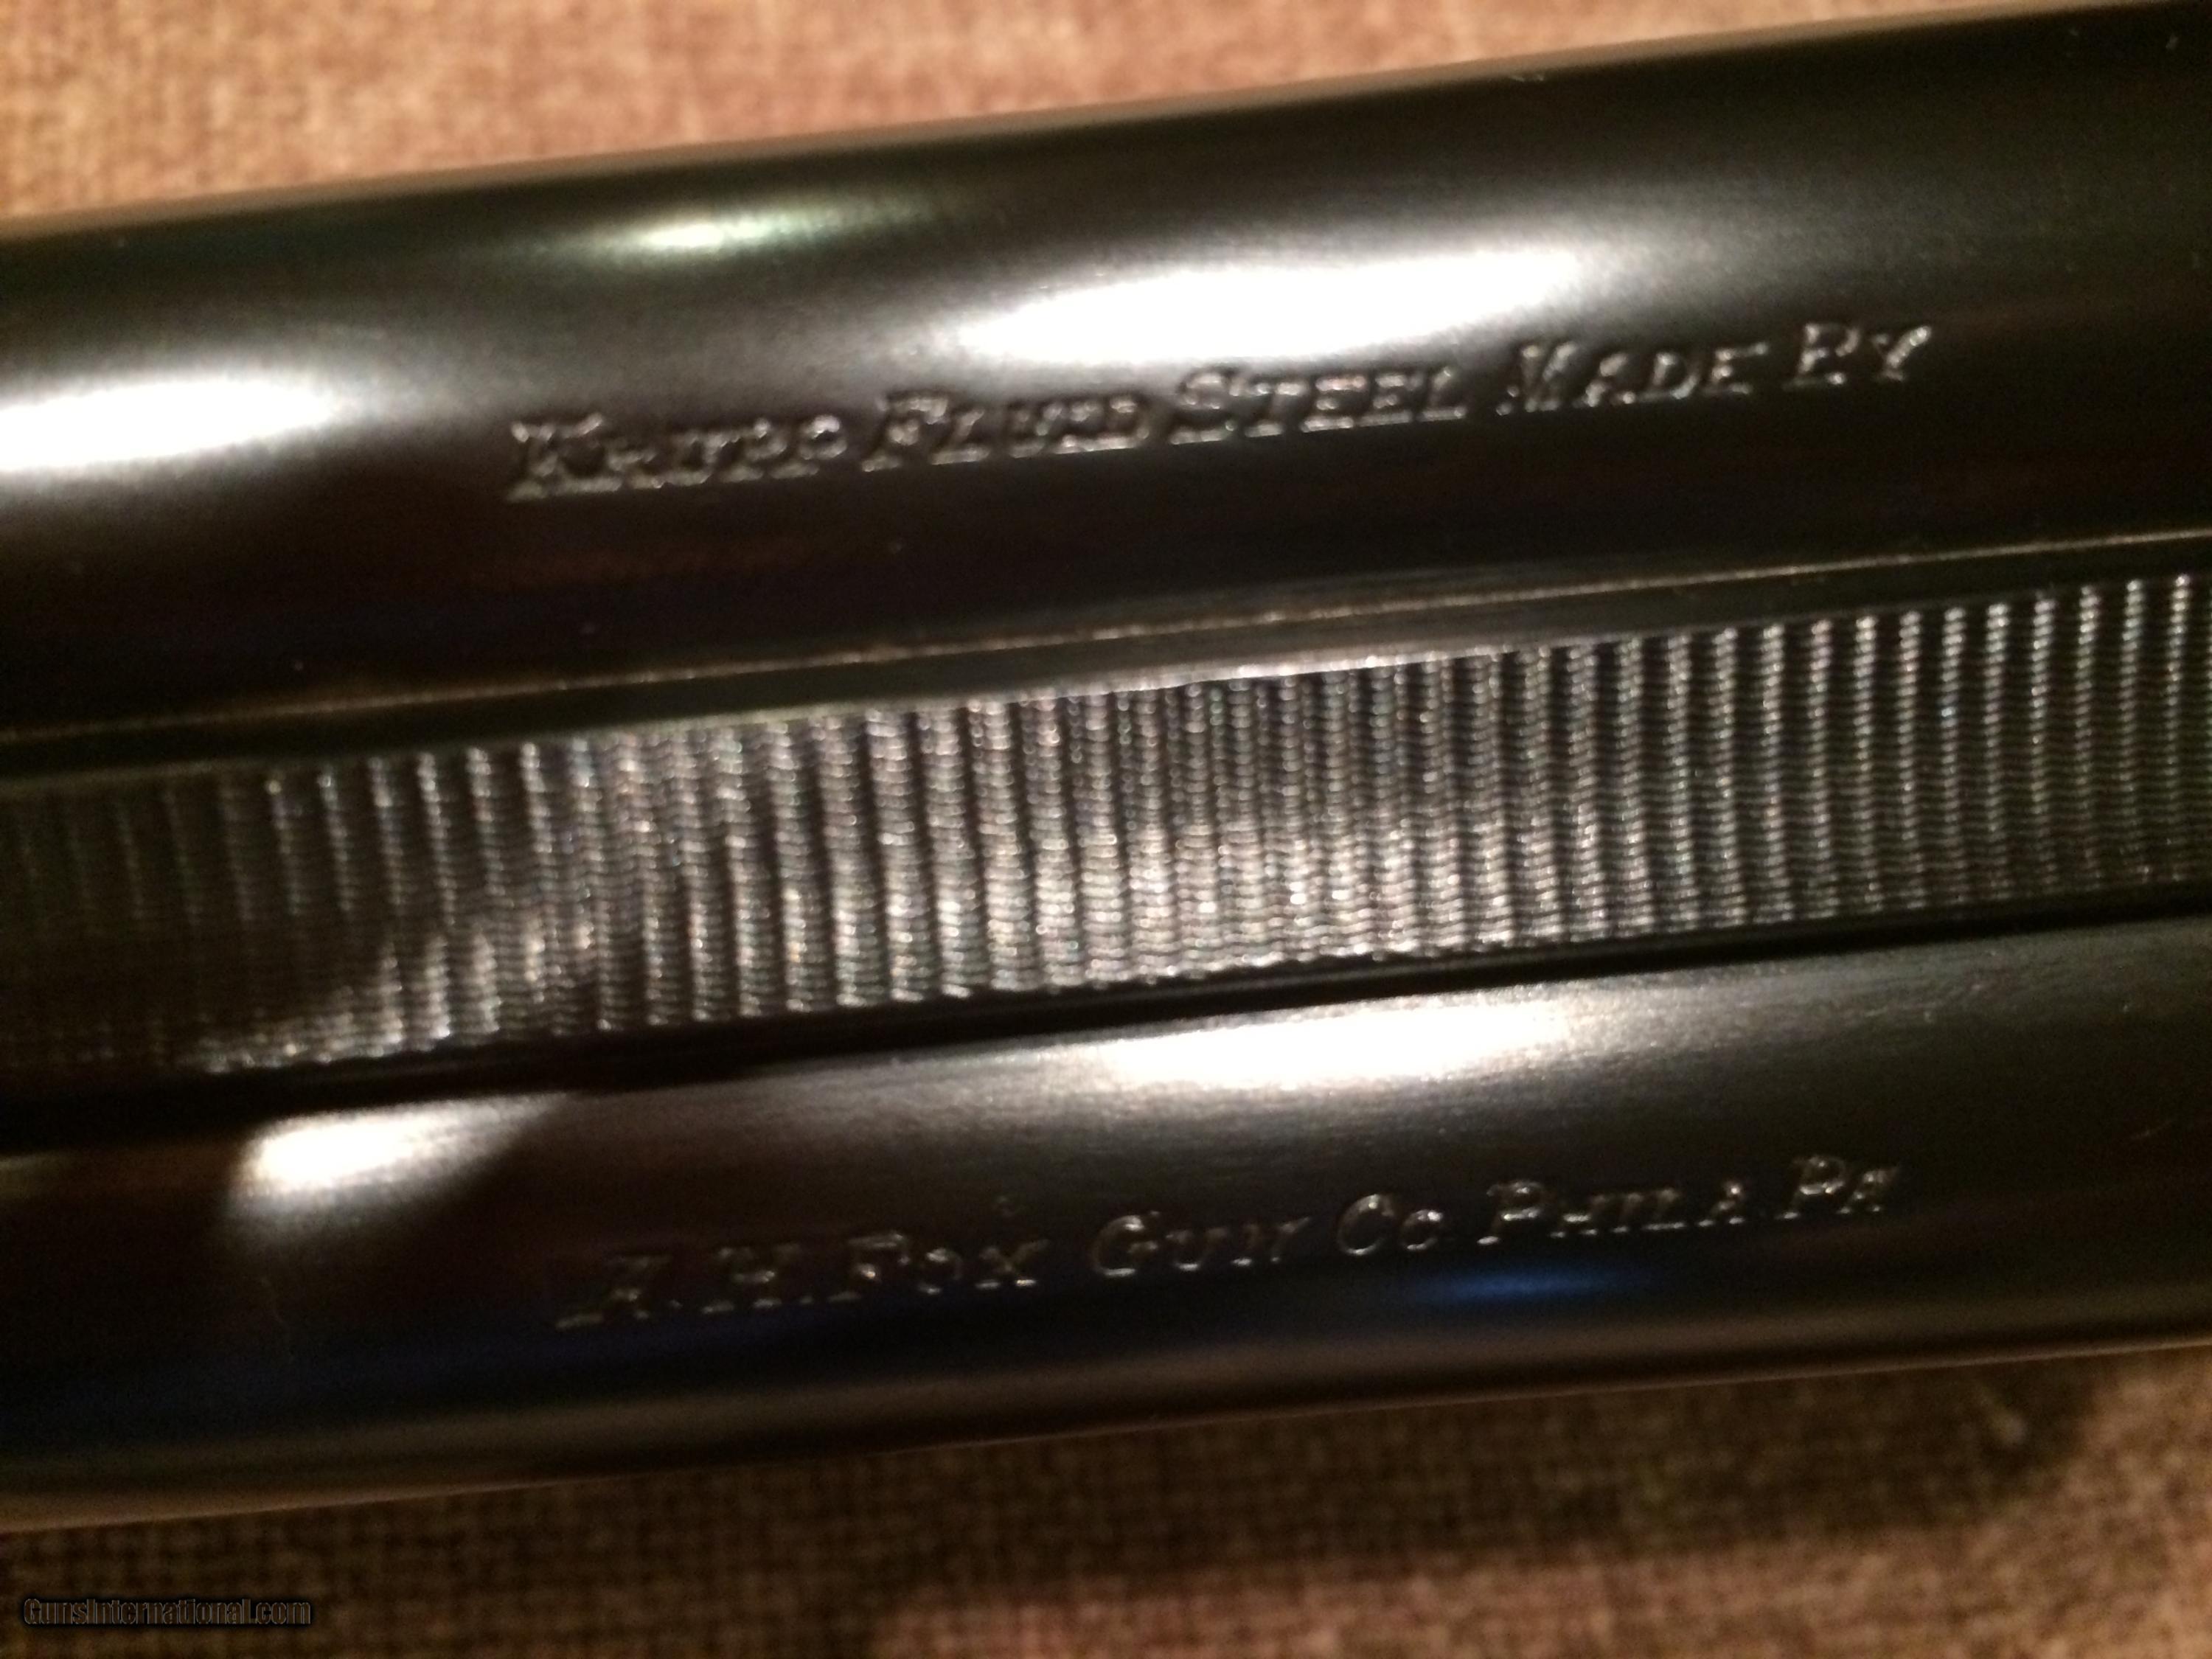 Krupp Fluid Steel Made By
A.H. Fox Gun Co. Phila. Pa
GunsInternational.com